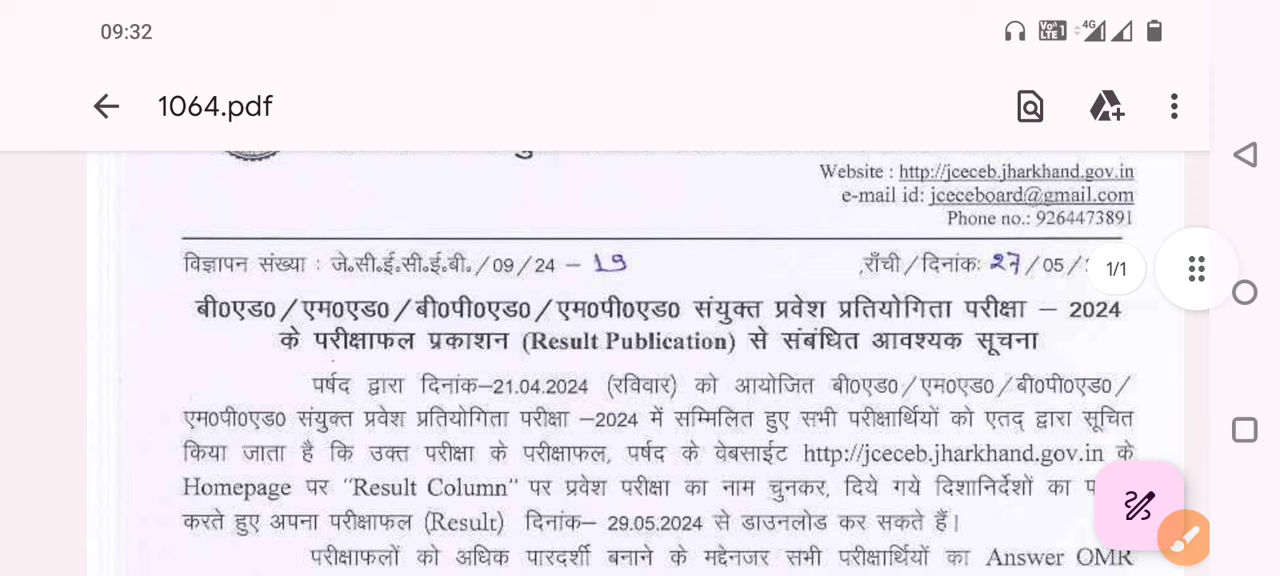 09:32
4G
1064.pdf
Website : http://jceceb.jharkhand.gov.in
e-mail id: jceceboard@gmail.com
Phone no.: 9264473891
विज्ञापन संख्या : जे०सी०ई०सी०ई०बी० /09/24 – 19
राँची/दिनांकः 27/05/
1/1
बी0एड0/एम0एड0/बी0पी0एड0/एम0पी0एड0 संयुक्त प्रवेश प्रतियोगिता परीक्षा – 2024
के परीक्षाफल प्रकाशन (Result Publication) से संबंधित आवश्यक सूचना
पर्षद द्वारा दिनांक–21.04.2024 (रविवार) को आयोजित बी0एड0/एम0एड0/बी0पी0एड0/
एम0पी0एड0 संयुक्त प्रवेश प्रतियोगिता परीक्षा –2024 में सम्मिलित हुए सभी परीक्षार्थियों को एतद् द्वारा सूचित
किया जाता है कि उक्त परीक्षा के परीक्षाफल, पर्षद के वेबसाईट http://jceceb.jharkhand.gov.in के
Homepage पर "Result Column" पर प्रवेश परीक्षा का नाम चुनकर, दिये गये दिशानिर्देशों का
करते हुए अपना परीक्षाफल (Result) दिनांक– 29.05.2024 से डाउनलोड कर सकते हैं।
परीक्षाफलों को अधिक पारदर्शी बनाने के मद्देनजर सभी परीक्षार्थियों का Answer OMR